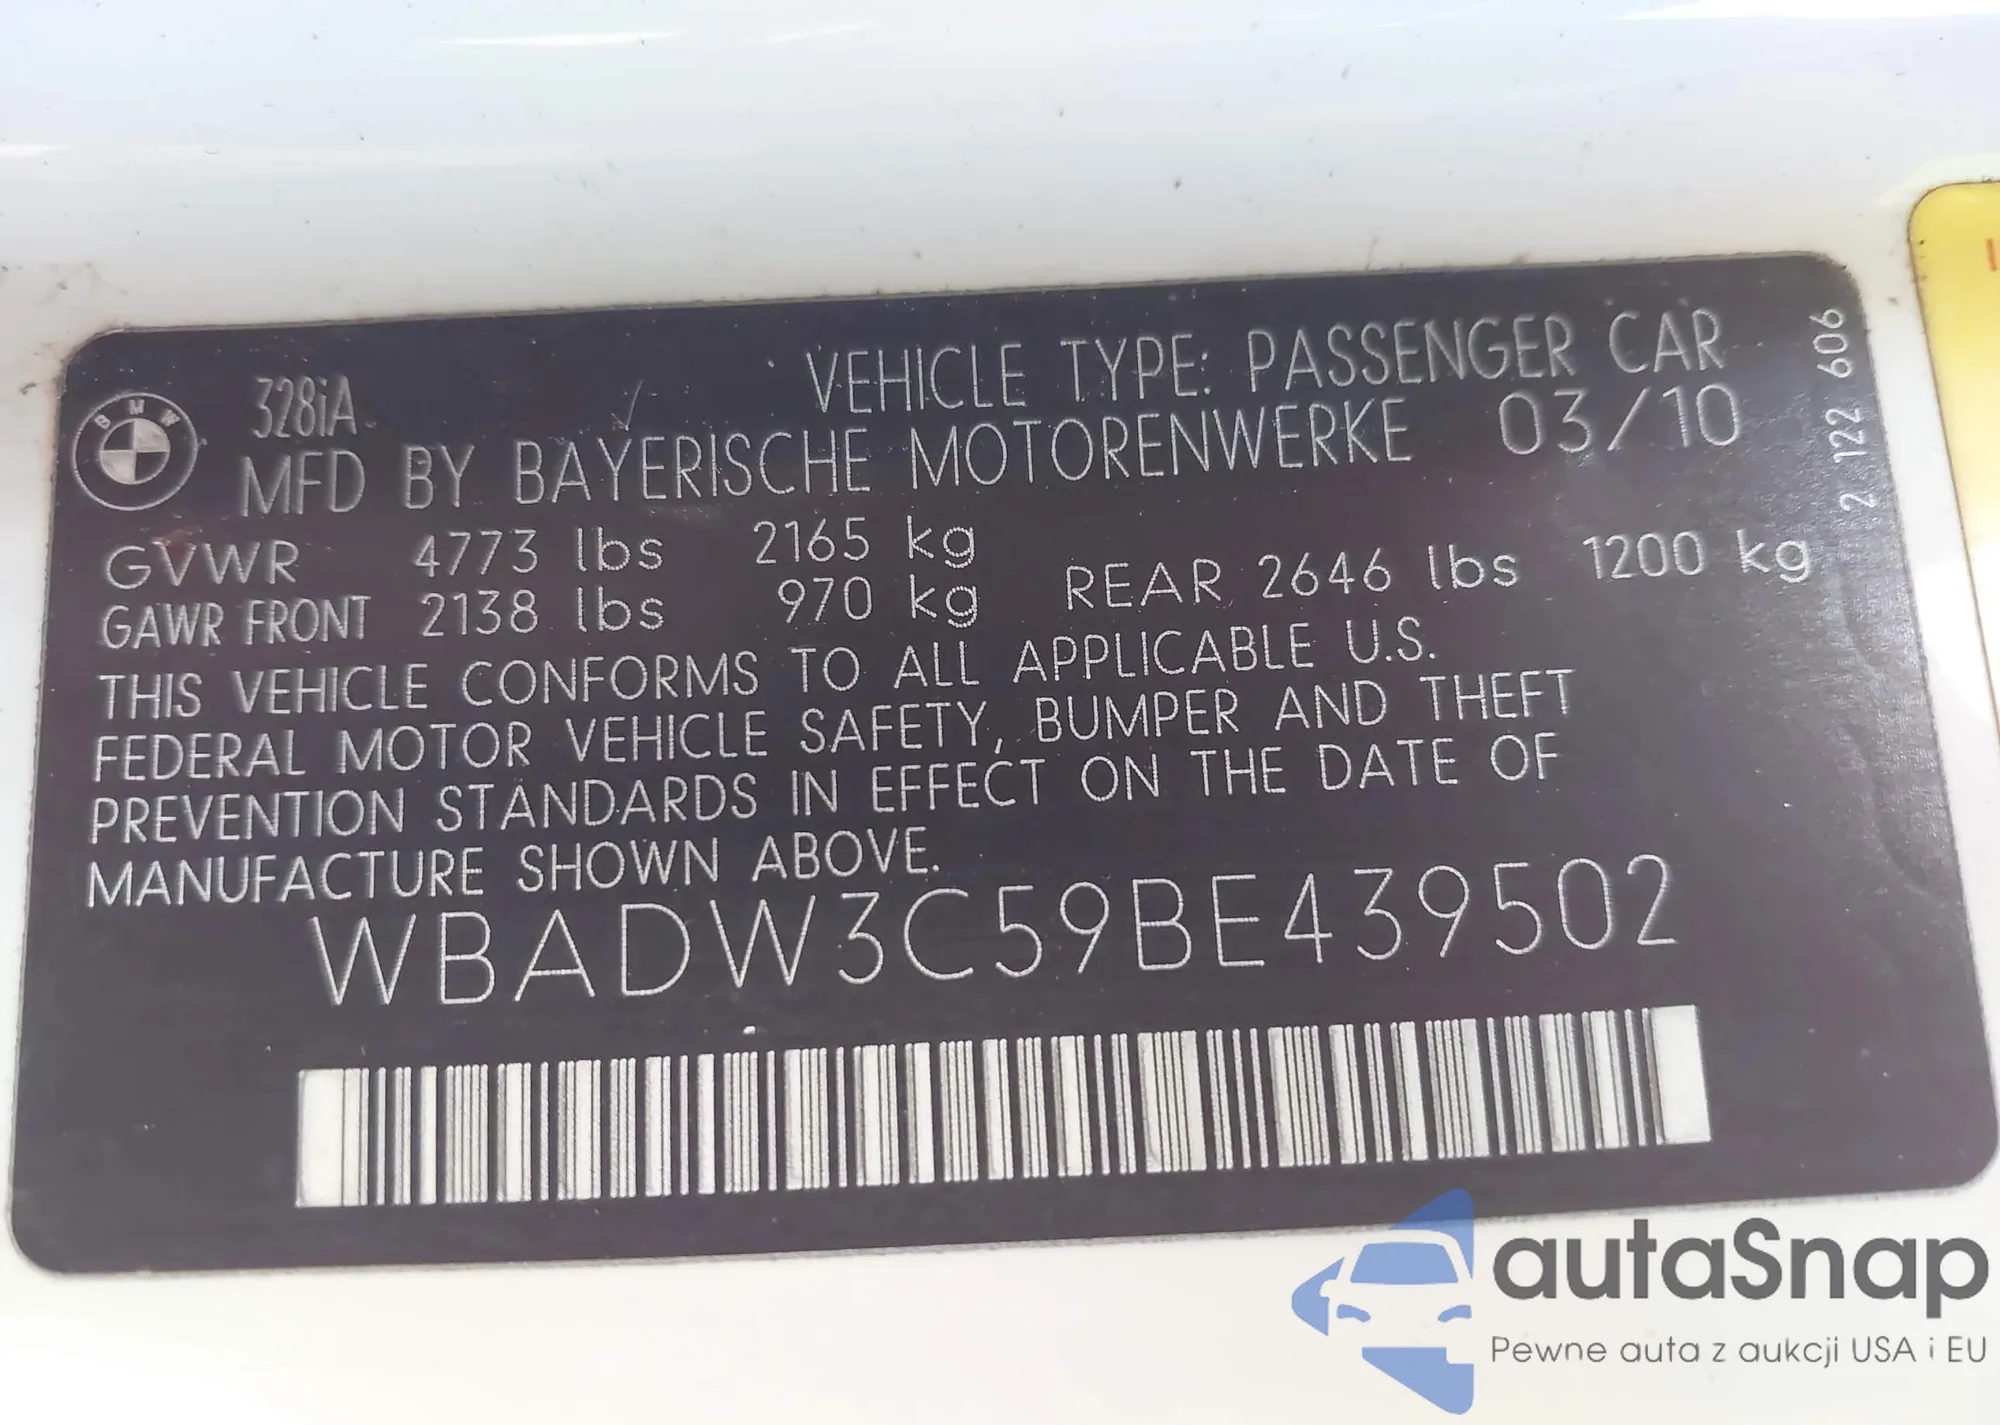 BMW
328iA
VEHICLE TYPE: PASSENGER CAR
MFD BY BAYERISCHE MOTORENWERKE 03/10
GVWR 4773 lbs 2165 kg
GAWR FRONT 2138 lbs 970 kg REAR 2646 lbs 1200 kg
THIS VEHICLE CONFORMS TO ALL APPLICABLE U.S.
FEDERAL MOTOR VEHICLE SAFETY, BUMPER AND THEFT
PREVENTION STANDARDS IN EFFECT ON THE DATE OF
MANUFACTURE SHOWN ABOVE.
WBADW3C59BE439502
2 122 606
autaSnap
Pewne auta z aukcji USA i EU